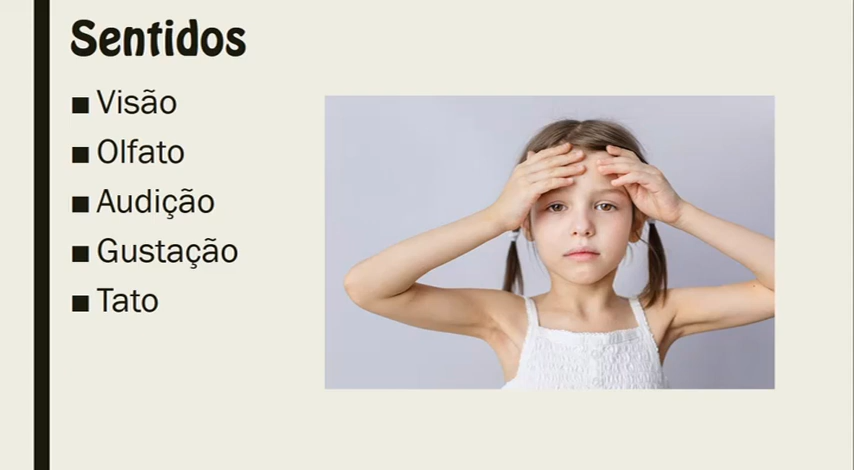 Sentidos
Visão
Olfato
Audição
Gustação
Tato